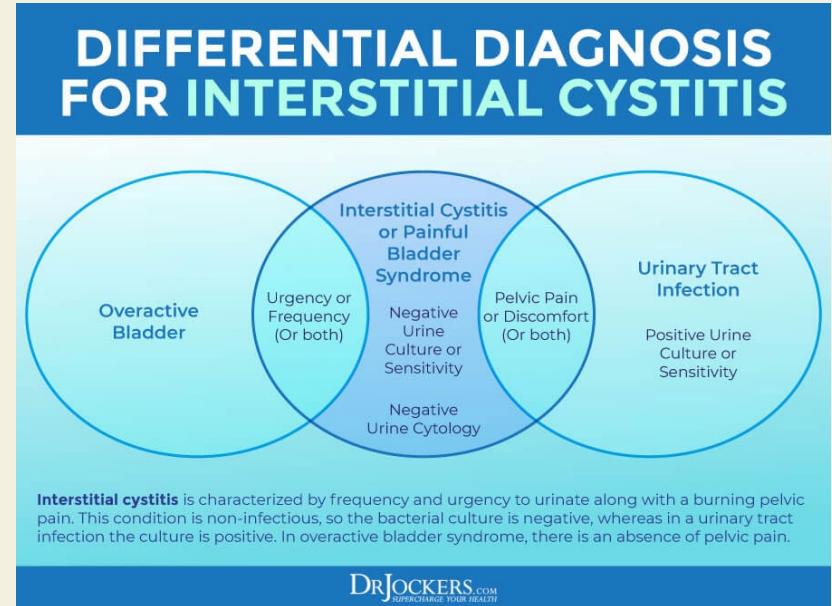 DIFFERENTIAL DIAGNOSIS
FOR INTERSTITIAL CYSTITIS
Overactive
Bladder
Urgency or
Frequency
(Or both)
Interstitial Cystitis
or Painful
Bladder
Syndrome
Negative
Urine
Culture or
Sensitivity
Negative
Urine Cytology
Pelvic Pain
or Discomfort
(Or both)
Urinary Tract
Infection
Positive Urine
Culture or
Sensitivity
Interstitial cystitis is characterized by frequency and urgency to urinate along with a burning pelvic
pain. This condition is non-infectious, so the bacterial culture is negative, whereas in a urinary tract
infection the culture is positive. In overactive bladder syndrome, there is an absence of pelvic pain.
DRJOCKERS.COM
SUPERCHARGE YOUR HEALTH